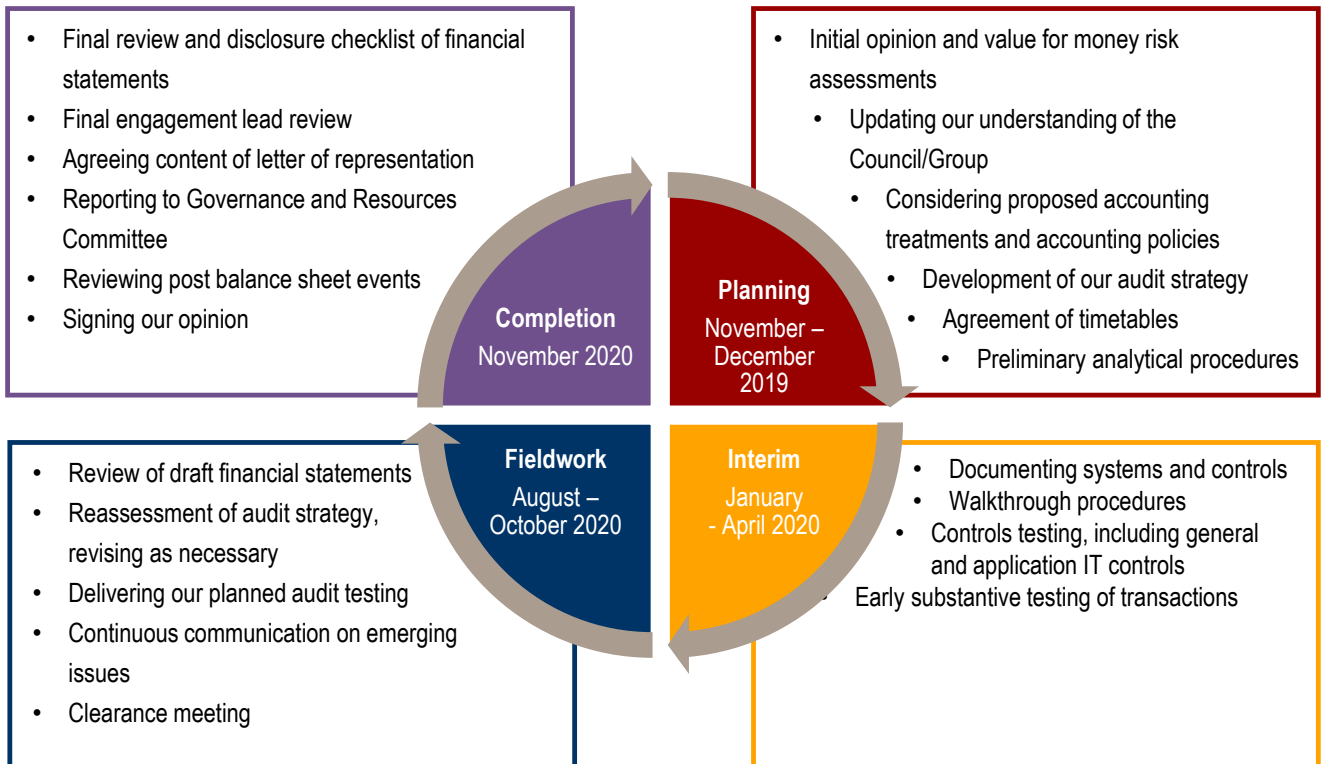 • Final review and disclosure checklist of financial
statements
• Final engagement lead review
• Agreeing content of letter of representation
• Reporting to Governance and Resources
Committee
• Reviewing post balance sheet events
• Signing our opinion
• Initial opinion and value for money risk
assessments
• Updating our understanding of the
Council/Group
• Considering proposed accounting
treatments and accounting policies
• Development of our audit strategy
• Agreement of timetables
• Preliminary analytical procedures
Completion
November 2020
Planning
November –
December
2019
Fieldwork
August –
October 2020
Interim
January
- April 2020
• Review of draft financial statements
• Reassessment of audit strategy,
revising as necessary
• Delivering our planned audit testing
• Continuous communication on emerging
issues
• Clearance meeting
• Documenting systems and controls
• Walkthrough procedures
• Controls testing, including general
and application IT controls
• Early substantive testing of transactions